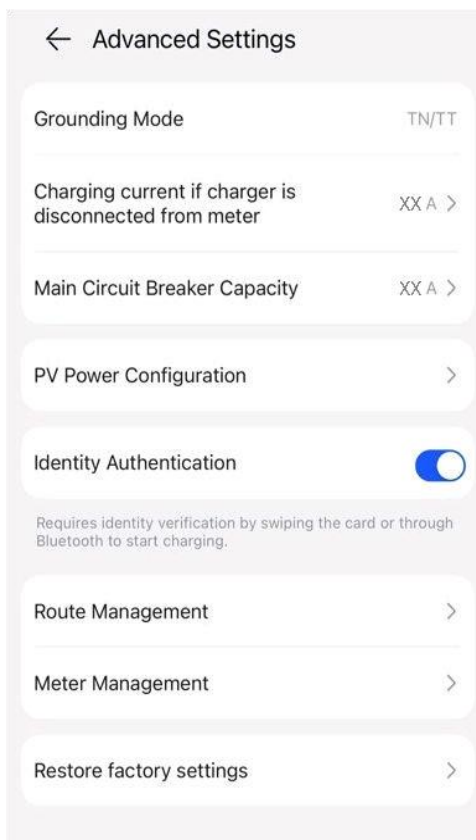 Advanced Settings
Grounding Mode TN/TT
Charging current if charger is
disconnected from meter XX A
Main Circuit Breaker Capacity XX A
PV Power Configuration
Identity Authentication
Requires identity verification by swiping the card or through
Bluetooth to start charging.
Route Management
Meter Management
Restore factory settings